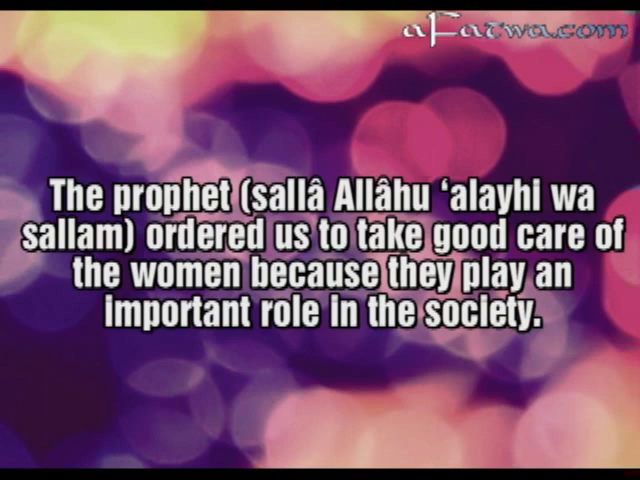 aFatwa.com
The prophet (sallâ Allâhu ‘alayhi wa
sallam) ordered us to take good care of
the women because they play an
important role in the society.